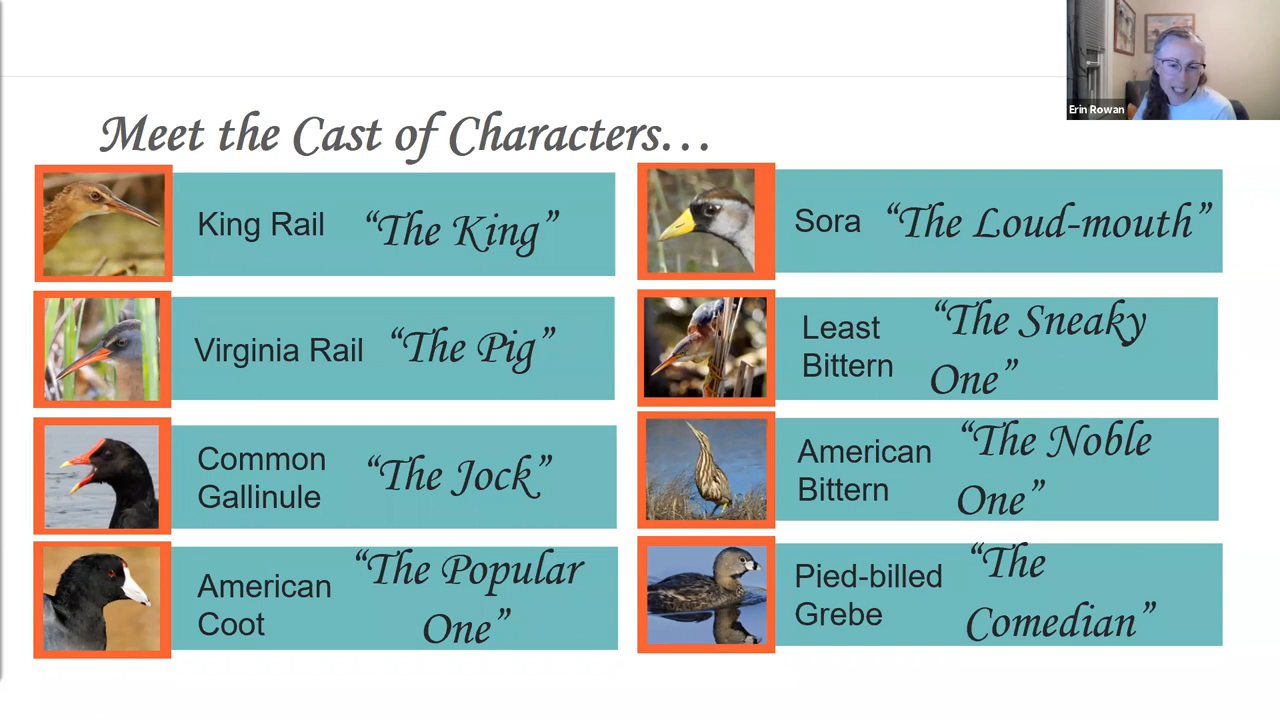 Erin Rowan
Meet the Cast of Characters...
King Rail “The King”
Virginia Rail “The Pig”
Common
Gallinule
“The Jock”
American
Coot
“The Popular
One”
Sora “The Loud-mouth”
Least
Bittern
“The Sneaky
One”
American
Bittern
“The Noble
One”
Pied-billed
Grebe
“The
Comedian”